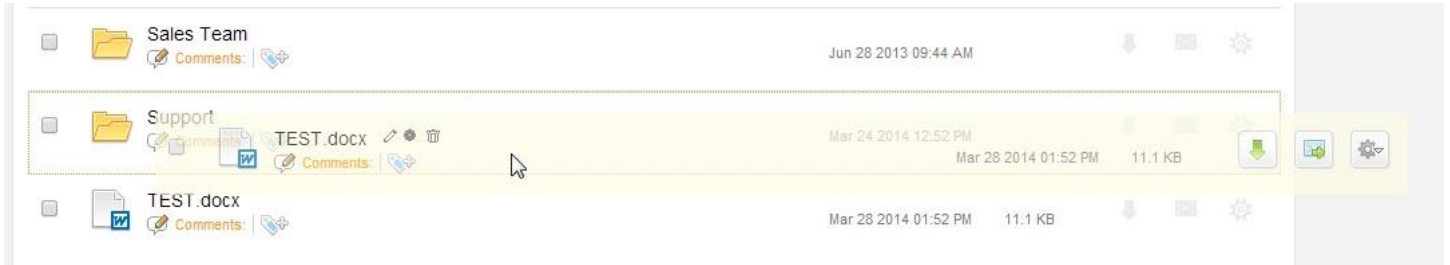 Sales Team
Comments:
Jun 28 2013 09:44 AM
Support
Comments:
Mar 24 2014 12:52 PM
TEST.docx
Comments:
Mar 28 2014 01:52 PM 11.1 KB
TEST.docx
Comments:
Mar 28 2014 01:52 PM 11.1 KB